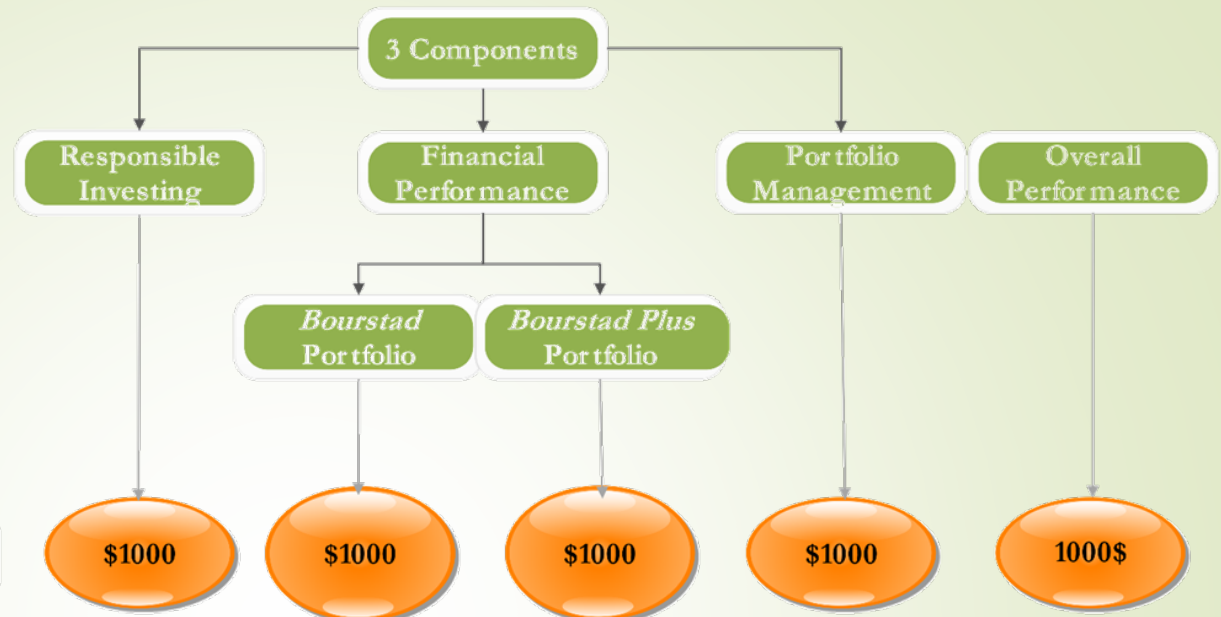 3 Components
Responsible
Investing
Financial
Performance
Portfolio
Management
Overall
Performance
Bourstad
Portfolio
Bourstad Plus
Portfolio
$1000
$1000
$1000
$1000
1000$